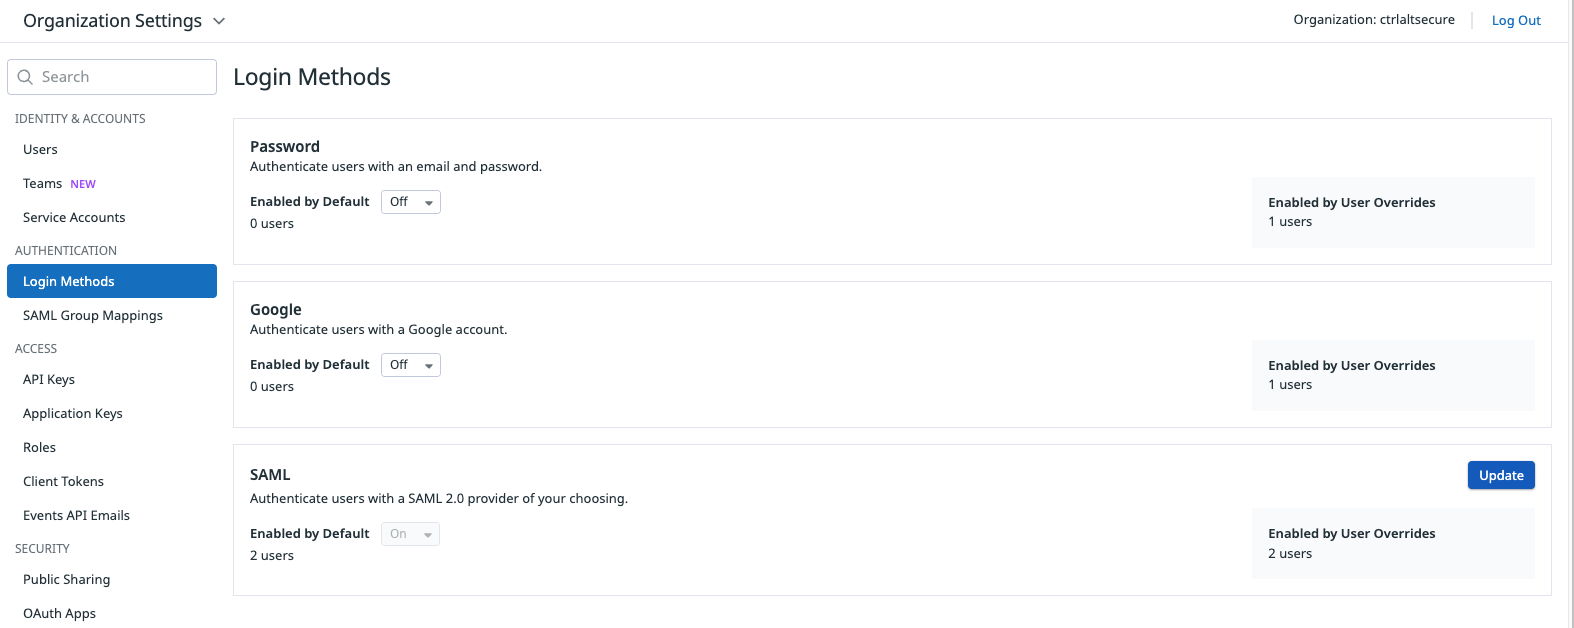 Organization Settings
Organization: ctrlaltsecure
Log Out
Search
IDENTITY & ACCOUNTS
Users
Teams NEW
Service Accounts
AUTHENTICATION
Login Methods
SAML Group Mappings
ACCESS
API Keys
Application Keys
Roles
Client Tokens
Events API Emails
SECURITY
Public Sharing
OAuth Apps
Login Methods
Password
Authenticate users with an email and password.
Enabled by Default Off
0 users
Enabled by User Overrides
1 users
Google
Authenticate users with a Google account.
Enabled by Default Off
0 users
Enabled by User Overrides
1 users
SAML
Update
Authenticate users with a SAML 2.0 provider of your choosing.
Enabled by Default On
2 users
Enabled by User Overrides
2 users